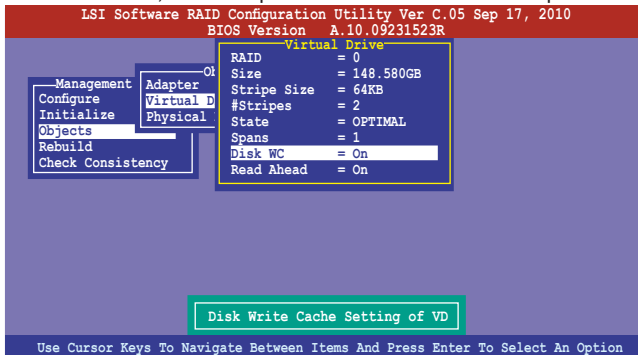 LSI Software RAID Configuration Utility Ver C.05 Sep 17, 2010
BIOS Version A.10.09231523R
Management
Configure
Initialize
Objects
Rebuild
Check Consistency
Adapter
Virtual D
Physical
Virtual Drive
RAID = 0
Size = 148.580GB
Stripe Size = 64KB
#Stripes = 2
State = OPTIMAL
Spans = 1
Disk WC = On
Read Ahead = On
Disk Write Cache Setting of VD
Use Cursor Keys To Navigate Between Items And Press Enter To Select An Option